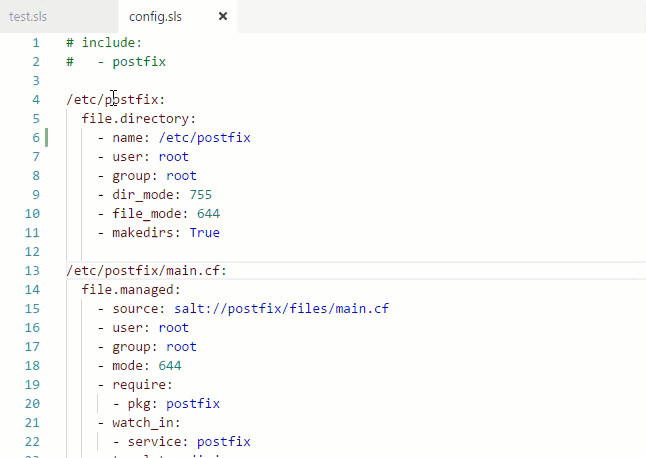 test.sls config.sls ×
1 # include:
2 #   - postfix
3
4 /etc/postfix:
5   file.directory:
6     - name: /etc/postfix
7     - user: root
8     - group: root
9     - dir_mode: 755
10     - file_mode: 644
11     - makedirs: True
12
13 /etc/postfix/main.cf:
14   file.managed:
15     - source: salt://postfix/files/main.cf
16     - user: root
17     - group: root
18     - mode: 644
19     - require:
20       - pkg: postfix
21     - watch_in:
22       - service: postfix